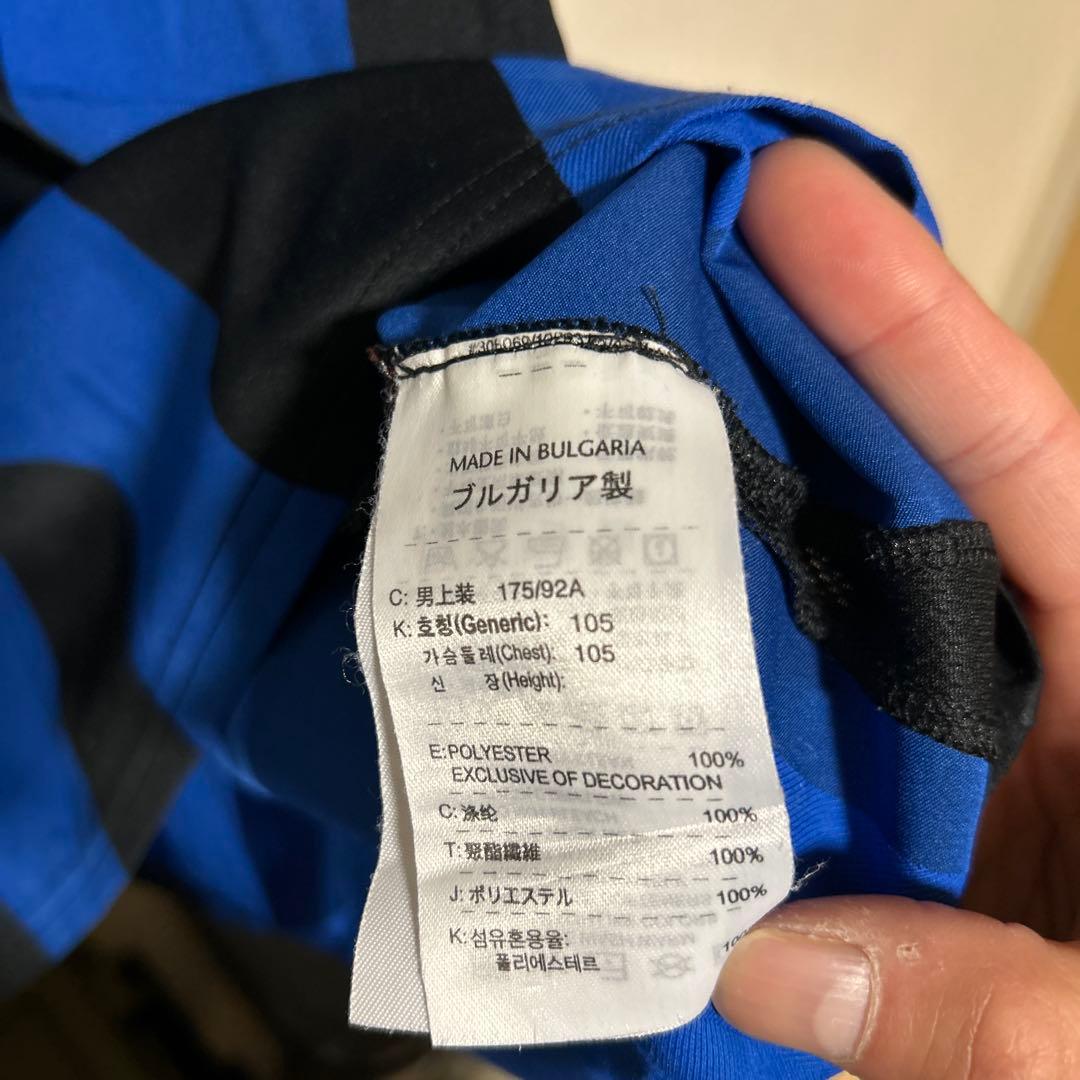 MADE IN BULGARIA
ブルガリア製
C: 男上装 175/92A
K: 호칭(Generic): 105
가슴둘레(Chest): 105
신 장(Height):
E:POLYESTER 100%
EXCLUSIVE OF DECORATION
C: 涤纶 100%
T: 聚酯纖維 100%
J: ポリエステル 100%
K: 섬유혼용율:
폴리에스테르